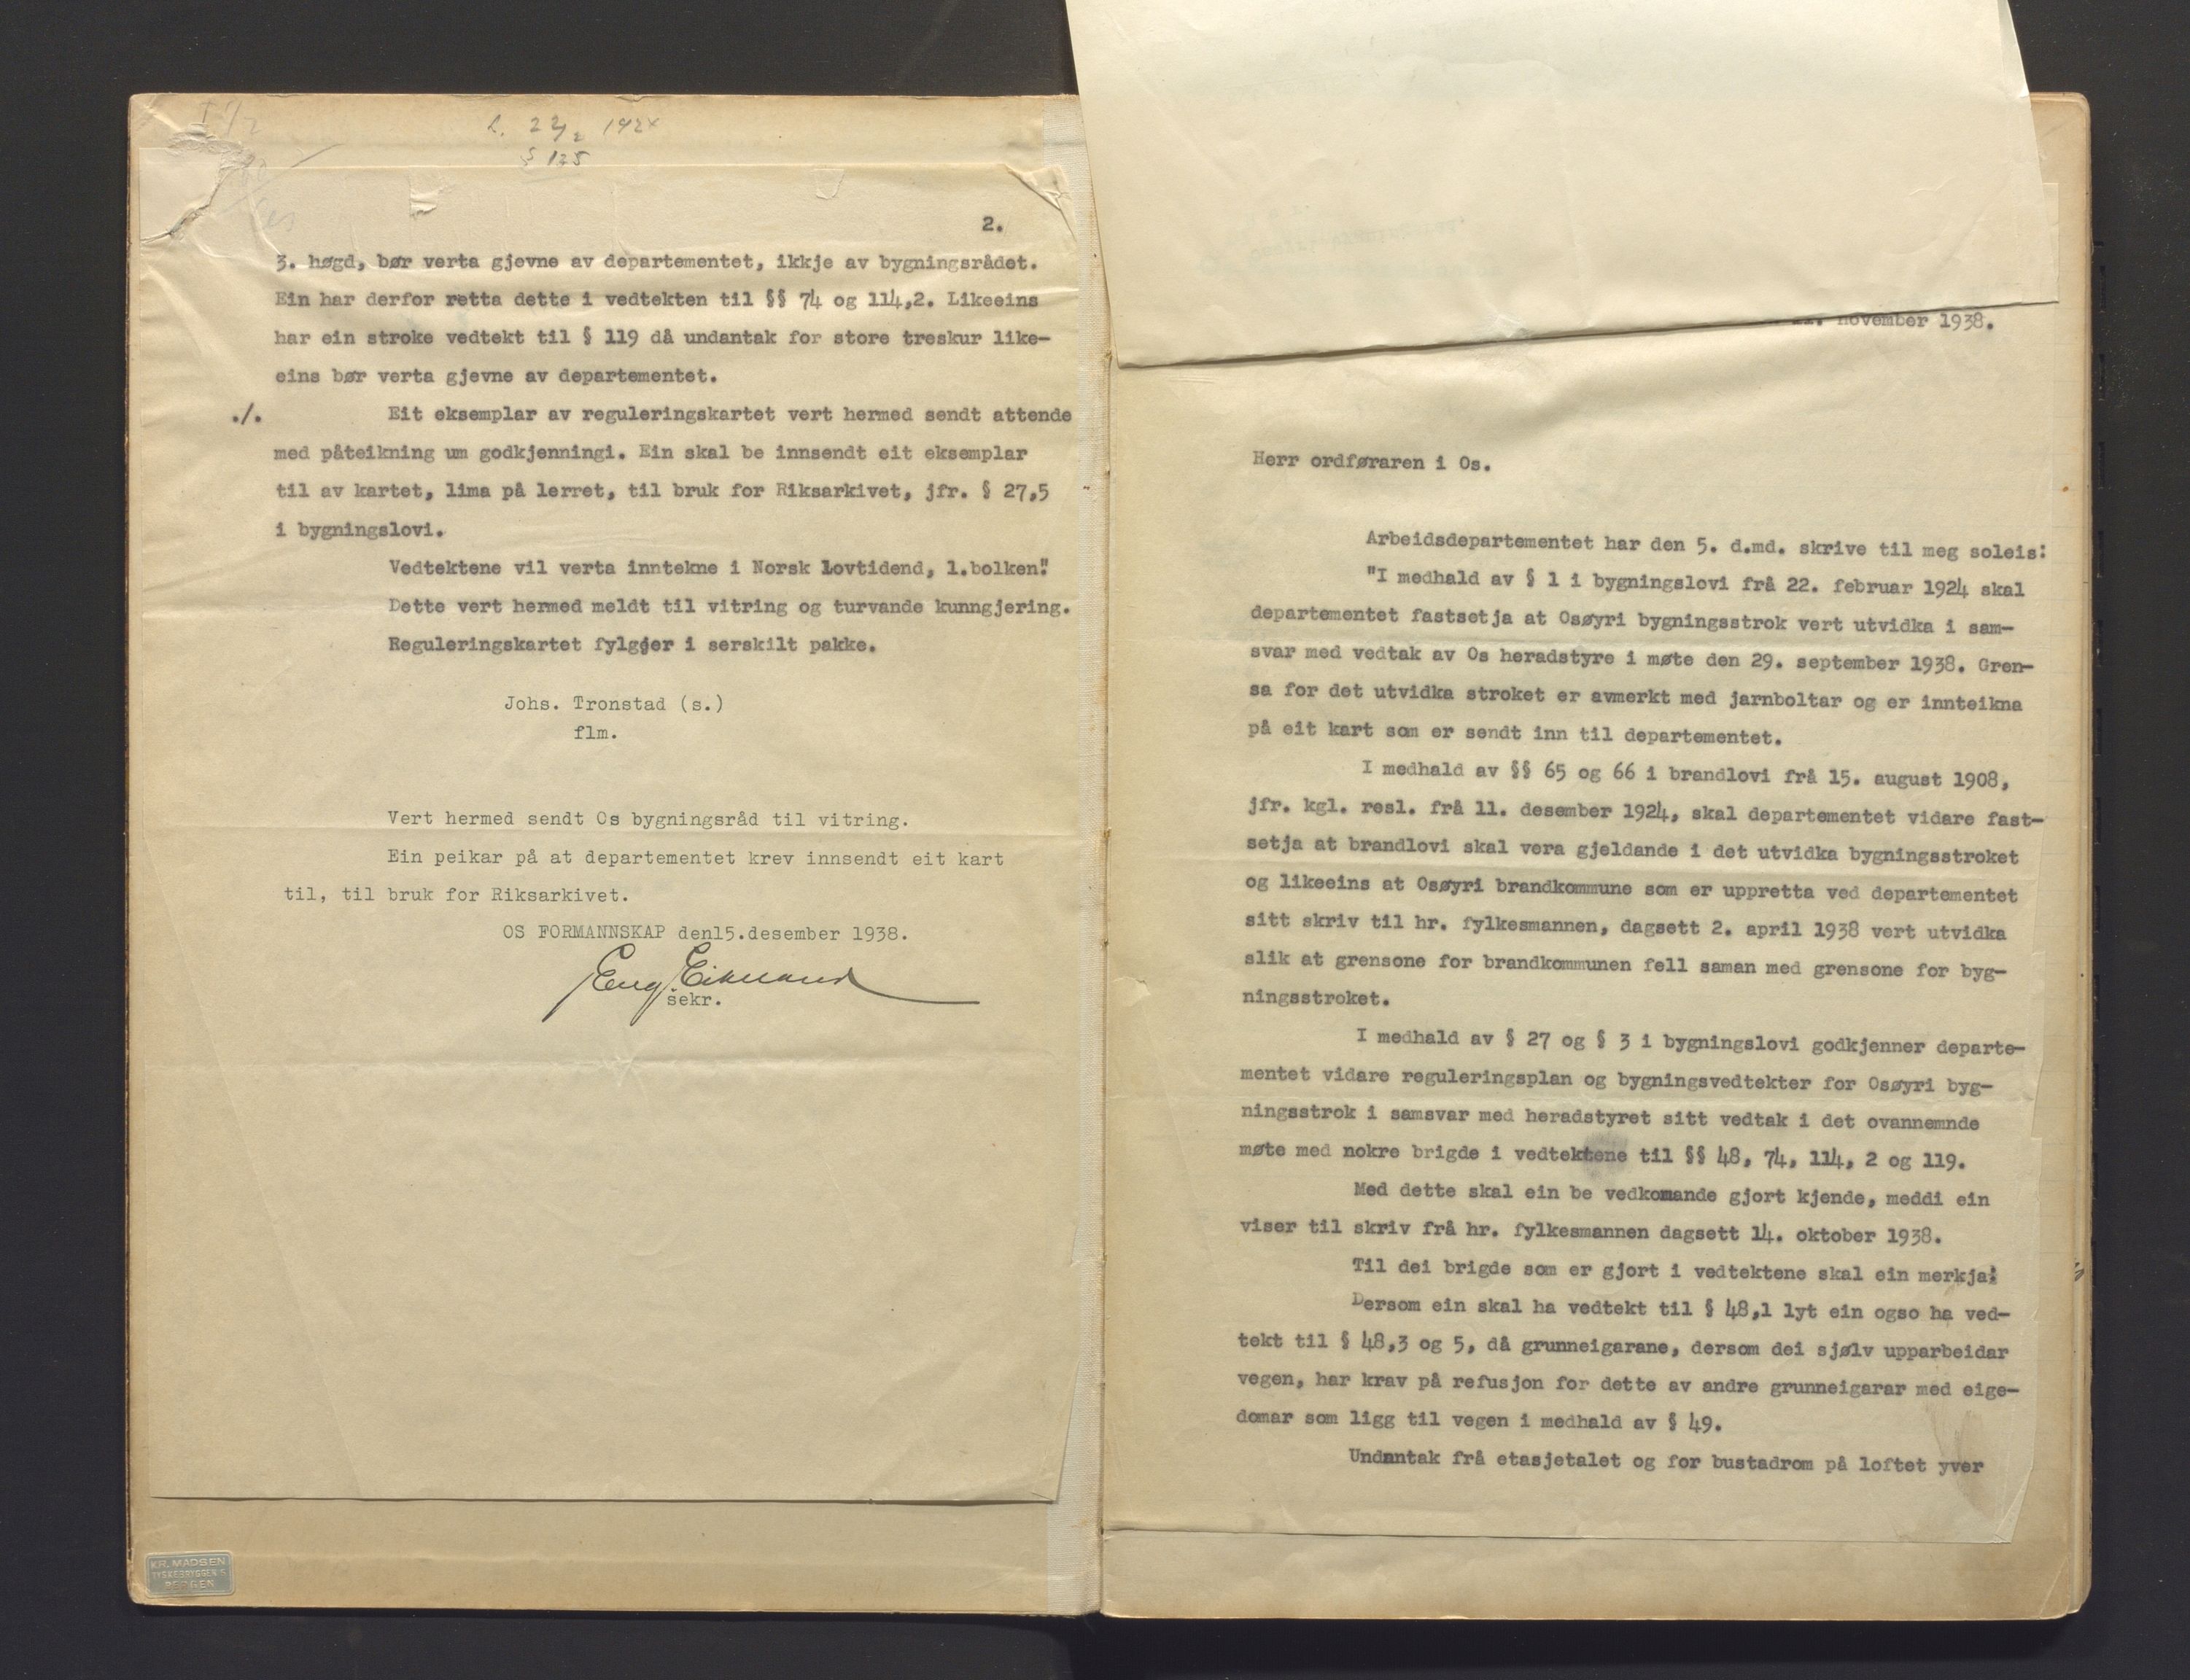 2.
3. høgd, bør verta gjevne av departementet, ikkje av bygningsrådet.
Ein har derfor retta dette i vedtekten til §§ 74 og 114,2. Likeeins
har ein stroke vedtekt til § 119 då undantak for store treskur like-
eins bør verta gjevne av departementet.
./. Eit eksemplar av reguleringskartet vert hermed sendt attende
med påteikning um godkjenningi. Ein skal be innsendt eit eksemplar
til av kartet, lima på lerret, til bruk for Riksarkivet, jfr. § 27,5
i bygningslovi.
Vedtektene vil verta inntekne i Norsk lovtidend, 1.bolken."
Dette vert hermed meldt til vitring og turvande kunngjering.
Reguleringskartet fylgjer i serskilt pakke.
Johs. Tronstad (s.)
flm.
Vert hermed sendt Os bygningsråd til vitring.
Ein peikar på at departementet krev innsendt eit kart
til, til bruk for Riksarkivet.
OS FORMANNSKAP den15.desember 1938.
Eug. Eikeland
sekr.
§ 125
KR. MADSEN
TYSKEBRYGGEN 5
BERGEN
11. november 1938.
Herr ordføraren i Os.
Arbeidsdepartementet har den 5. d.md. skrive til meg soleis:
"I medhald av § 1 i bygningslovi frå 22. februar 1924 skal
departementet fastsetja at Osøyri bygningsstrok vert utvidka i sam-
svar med vedtak av Os heradstyre i møte den 29. september 1938. Gren-
sa for det utvidka stroket er avmerkt med jarnboltar og er innteikna
på eit kart som er sendt inn til departementet.
I medhald av §§ 65 og 66 i brandlovi frå 15. august 1908,
jfr. kgl. resl. frå 11. desember 1924, skal departementet vidare fast-
setja at brandlovi skal vera gjeldande i det utvidka bygningsstroket
og likeeins at Osøyri brandkommune som er uppretta ved departementet
sitt skriv til hr. fylkesmannen, dagsett 2. april 1938 vert utvidka
slik at grensone for brandkommunen fell saman med grensone for byg-
ningsstroket.
I medhald av § 27 og § 3 i bygningslovi godkjenner departe-
mentet vidare reguleringsplan og bygningsvedtekter for Osøyri byg-
ningsstrok i samsvar med heradstyret sitt vedtak i det ovannemnde
møte med nokre brigde i vedtektene til §§ 48, 74, 114, 2 og 119.
Med dette skal ein be vedkomande gjort kjende, meddi ein
viser til skriv frå hr. fylkesmannen dagsett 14. oktober 1938.
Til dei brigde som er gjort i vedtektene skal ein merkja:
Dersom ein skal ha vedtekt til § 48,1 lyt ein ogso ha ved-
tekt til § 48,3 og 5, då grunneigarane, dersom dei sjølv upparbeidar
vegen, har krav på refusjon for dette av andre grunneigarar med eige-
domar som ligg til vegen i medhald av § 49.
Undantak frå etasjetalet og for bustadrom på loftet yver